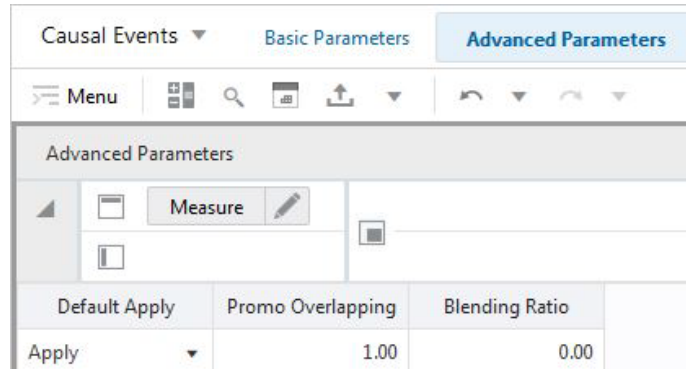 Causal Events Basic Parameters Advanced Parameters
Menu
Advanced Parameters
Measure
Default Apply Promo Overlapping Blending Ratio
Apply 1.00 0.00